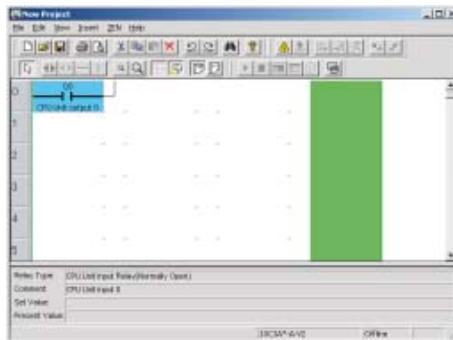 New Project
File Edit View Insert ZEN Help
0
CPU Unit output 0
1
2
3
4
5
Relay Type CPU Unit Input Relay(Normally Open)
Comment CPU Unit input 0
Set Value
Present Value
Offline